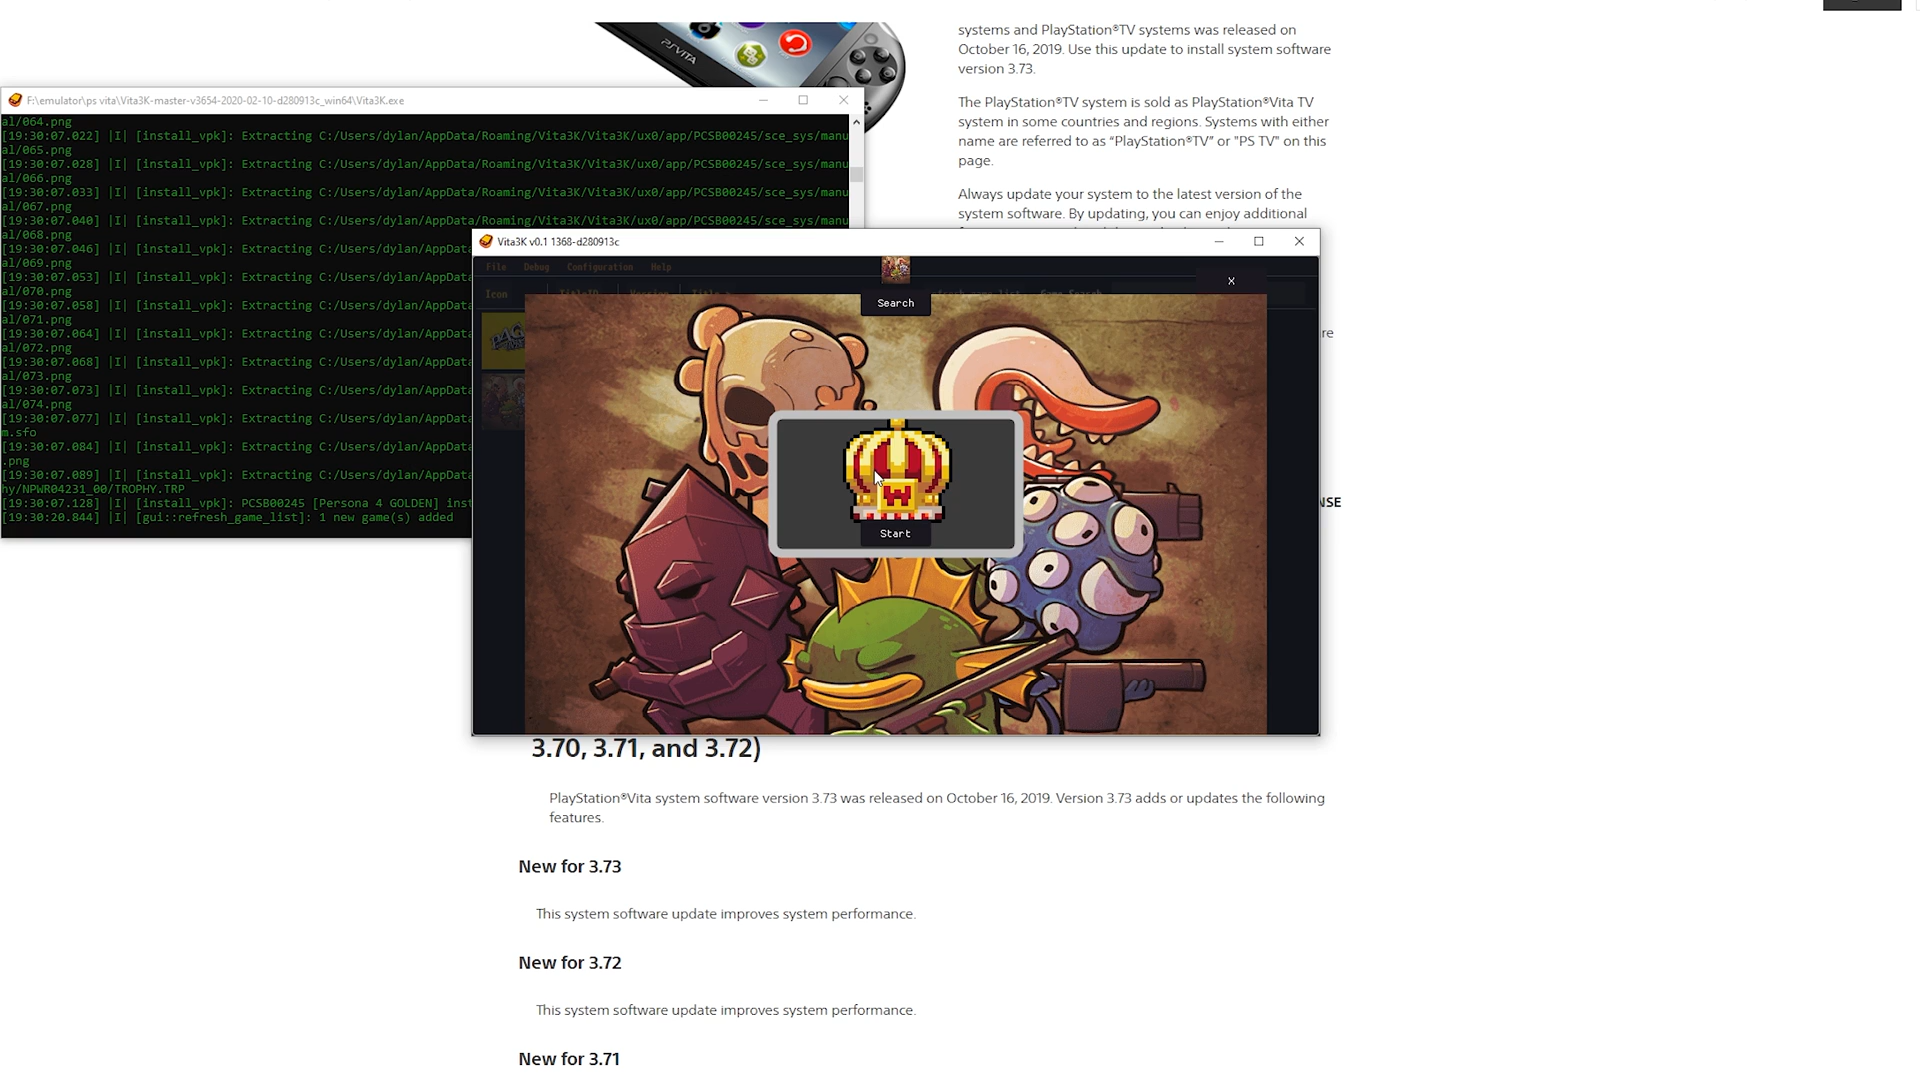 systems and PlayStation®TV systems was released on
October 16, 2019. Use this update to install system software
version 3.73.
The PlayStation®TV system is sold as PlayStation®Vita TV
system in some countries and regions. Systems with either
name are referred to as “PlayStation®TV” or "PS TV" on this
page.
Always update your system to the latest version of the
system software. By updating, you can enjoy additional
PSVITA
F:\emulator\ps vita\Vita3K-master-v3654-2020-02-10-d280913c_win64\Vita3K.exe
al/064.png
[19:30:07.022] |I| [install_vpk]: Extracting C:/Users/dylan/AppData/Roaming/Vita3K/Vita3K/ux0/app/PCSB00245/sce_sys/manu
al/065.png
[19:30:07.028] |I| [install_vpk]: Extracting C:/Users/dylan/AppData/Roaming/Vita3K/Vita3K/ux0/app/PCSB00245/sce_sys/manu
al/066.png
[19:30:07.033] |I| [install_vpk]: Extracting C:/Users/dylan/AppData/Roaming/Vita3K/Vita3K/ux0/app/PCSB00245/sce_sys/manu
al/067.png
[19:30:07.040] |I| [install_vpk]: Extracting C:/Users/dylan/AppData/Roaming/Vita3K/Vita3K/ux0/app/PCSB00245/sce_sys/manu
al/068.png
[19:30:07.046] |I| [install_vpk]: Extracting C:/Users/dylan/AppData
al/069.png
[19:30:07.053] |I| [install_vpk]: Extracting C:/Users/dylan/AppData
al/070.png
[19:30:07.058] |I| [install_vpk]: Extracting C:/Users/dylan/AppData
al/071.png
[19:30:07.064] |I| [install_vpk]: Extracting C:/Users/dylan/AppData
al/072.png
[19:30:07.068] |I| [install_vpk]: Extracting C:/Users/dylan/AppData
al/073.png
[19:30:07.073] |I| [install_vpk]: Extracting C:/Users/dylan/AppData
al/074.png
[19:30:07.077] |I| [install_vpk]: Extracting C:/Users/dylan/AppData
m.sfo
[19:30:07.084] |I| [install_vpk]: Extracting C:/Users/dylan/AppData
.png
[19:30:07.089] |I| [install_vpk]: Extracting C:/Users/dylan/AppData
hy/NPWR04231_00/TROPHY.TRP
[19:30:07.128] |I| [install_vpk]: PCSB00245 [Persona 4 GOLDEN] inst
[19:30:20.844] |I| [gui::refresh_game_list]: 1 new game(s) added
Vita3K v0.1 1368-d280913c
File Debug Configuration Help
Icon TitleID Version Title
Search
X
W
Start
re
NSE
3.70, 3.71, and 3.72)
PlayStation®Vita system software version 3.73 was released on October 16, 2019. Version 3.73 adds or updates the following
features.
New for 3.73
This system software update improves system performance.
New for 3.72
This system software update improves system performance.
New for 3.71